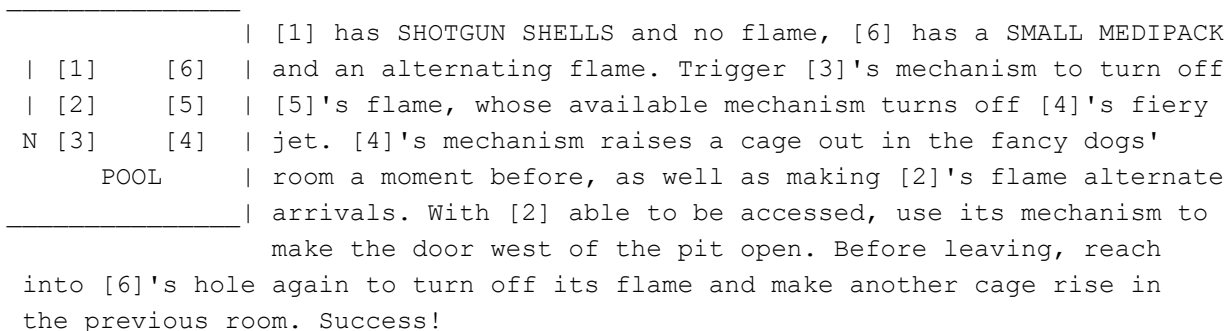 _______________
                | [1] has SHOTGUN SHELLS and no flame, [6] has a SMALL MEDIPACK
 | [1]     [6]  | and an alternating flame. Trigger [3]'s mechanism to turn off
 | [2]     [5]  | [5]'s flame, whose available mechanism turns off [4]'s fiery
 N [3]     [4]  | jet. [4]'s mechanism raises a cage out in the fancy dogs'
      POOL      | room a moment before, as well as making [2]'s flame alternate
_______________| arrivals. With [2] able to be accessed, use its mechanism to
                  make the door west of the pit open. Before leaving, reach
 into [6]'s hole again to turn off its flame and make another cage rise in
 the previous room. Success!